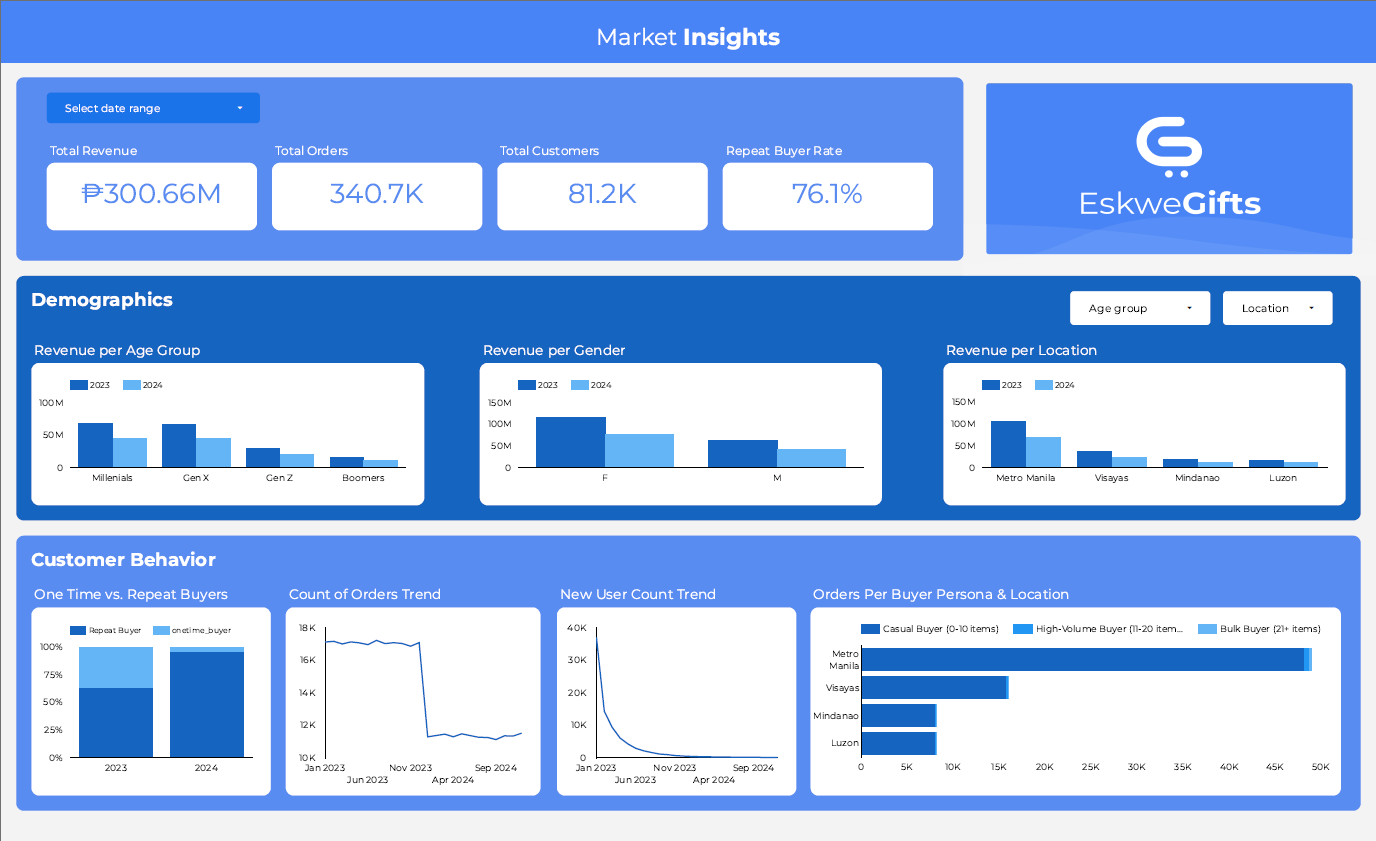 Market Insights
Select date range
Total Revenue
Total Orders
Total Customers
Repeat Buyer Rate
₱300.66M
340.7K
81.2K
76.1%
EskweGifts
Demographics
Age group
Location
Revenue per Age Group
2023
2024
100M
50M
0
Millenials
Gen X
Gen Z
Boomers
Revenue per Gender
2023
2024
150M
100M
50M
0
F
M
Revenue per Location
2023
2024
150M
100M
50M
0
Metro Manila
Visayas
Mindanao
Luzon
Customer Behavior
One Time vs. Repeat Buyers
Repeat Buyer
onetime_buyer
100%
75%
50%
25%
0%
2023
2024
Count of Orders Trend
18K
16K
14K
12K
10K
Jan 2023
Jun 2023
Nov 2023
Apr 2024
Sep 2024
New User Count Trend
40K
30K
20K
10K
0
Jan 2023
Jun 2023
Nov 2023
Apr 2024
Sep 2024
Orders Per Buyer Persona & Location
Casual Buyer (0-10 items)
High-Volume Buyer (11-20 item...
Bulk Buyer (21+ items)
Metro
Manila
Visayas
Mindanao
Luzon
0
5K
10K
15K
20K
25K
30K
35K
40K
45K
50K